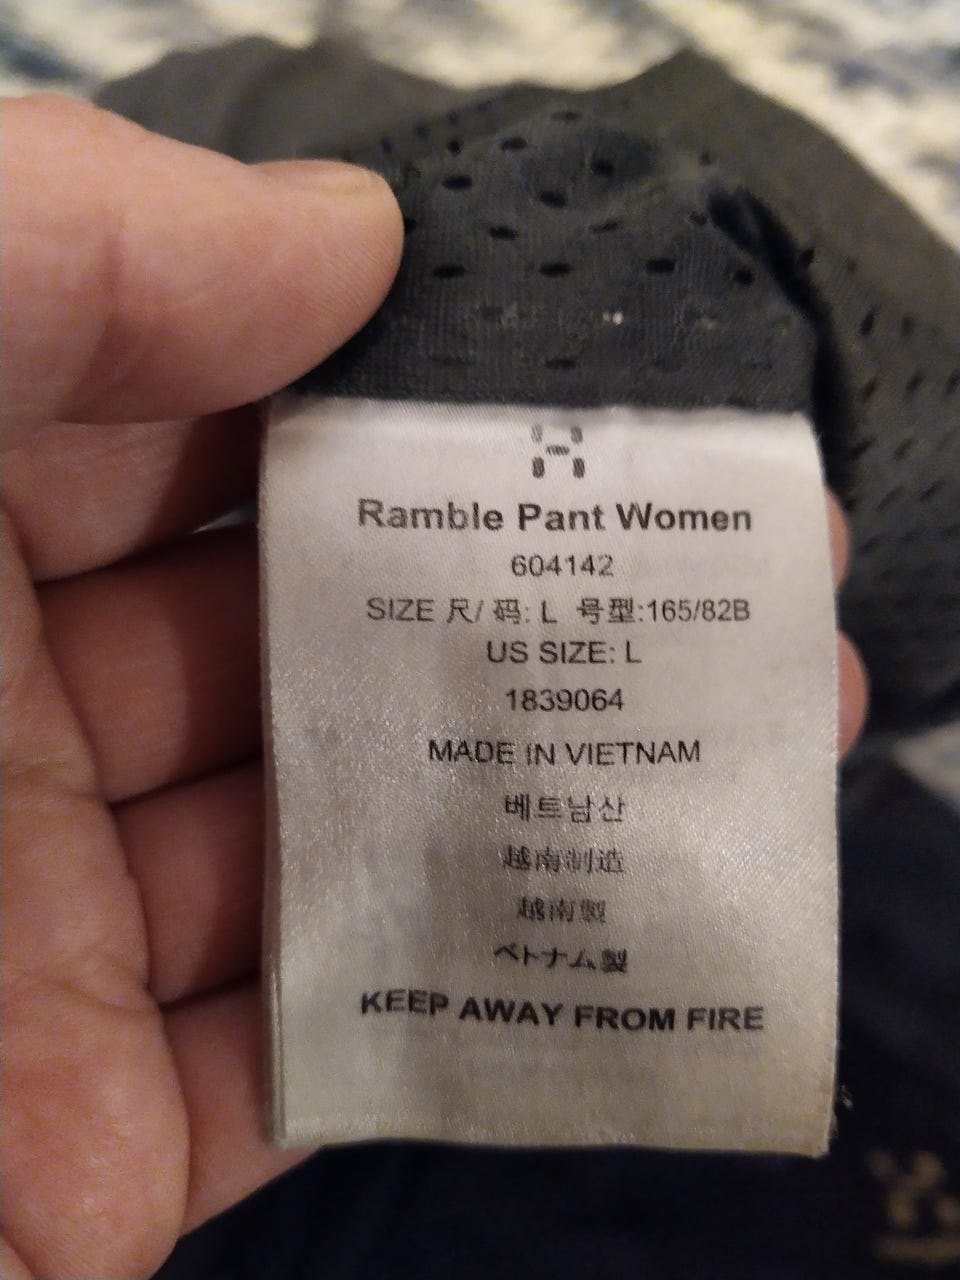 Ramble Pant Women
604142
SIZE 尺/ 码: L 号型:165/82B
US SIZE: L
1839064
MADE IN VIETNAM
베트남산
越南制造
越南製
ベトナム製
KEEP AWAY FROM FIRE